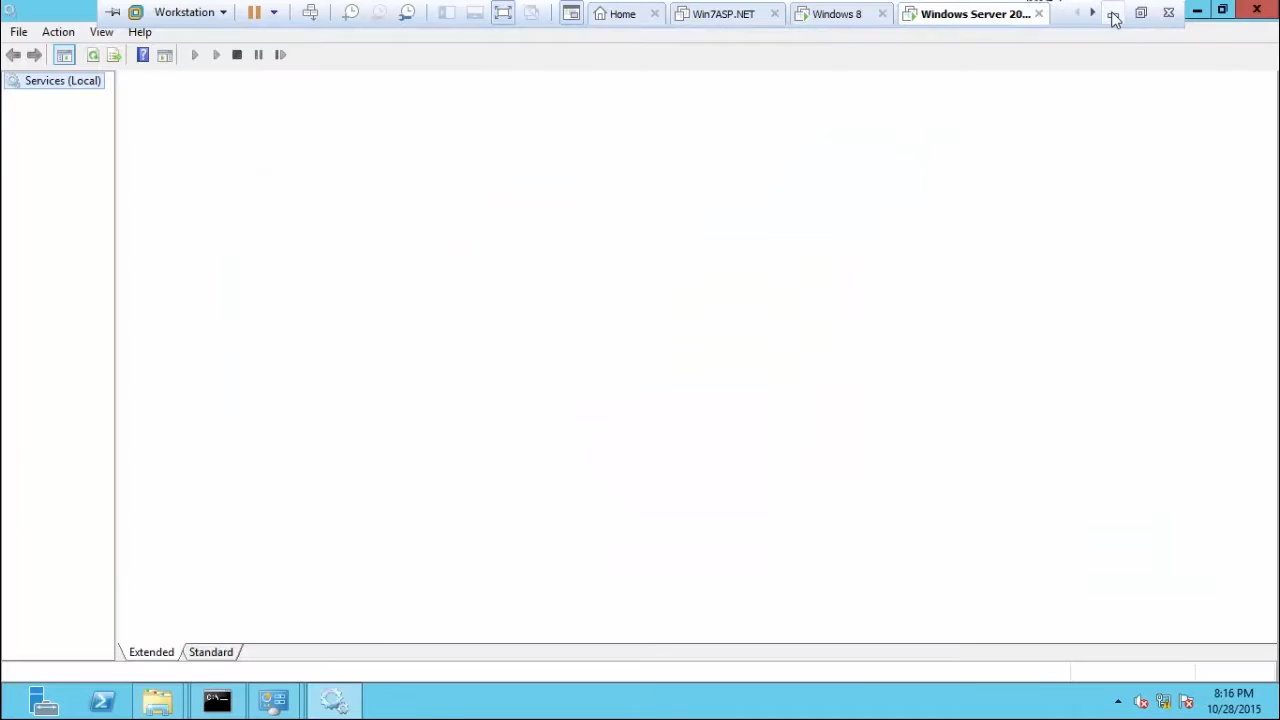 Workstation
Home
Win7ASP.NET
Windows 8
Windows Server 20...
File
Action
View
Help
Services (Local)
Extended
Standard
C:\
8:16 PM
10/28/2015